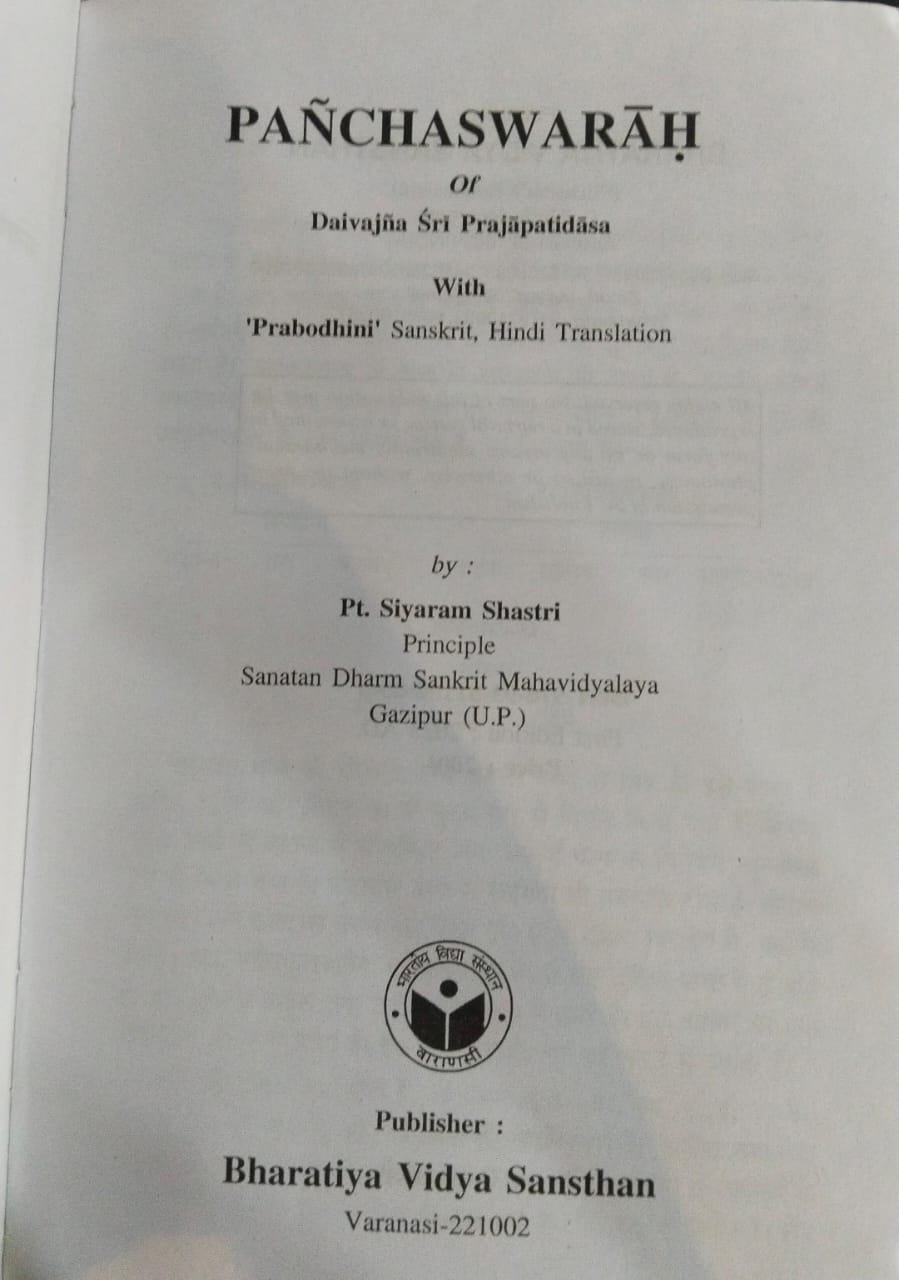 PAÑCHASWARĀḤ
Of
Daivajña Śrī Prajāpatidāsa
With
'Prabodhini' Sanskrit, Hindi Translation
by :
Pt. Siyaram Shastri
Principle
Sanatan Dharm Sankrit Mahavidyalaya
Gazipur (U.P.)
भारतीय विद्या संस्थान
वाराणसी
Publisher :
Bharatiya Vidya Sansthan
Varanasi-221002